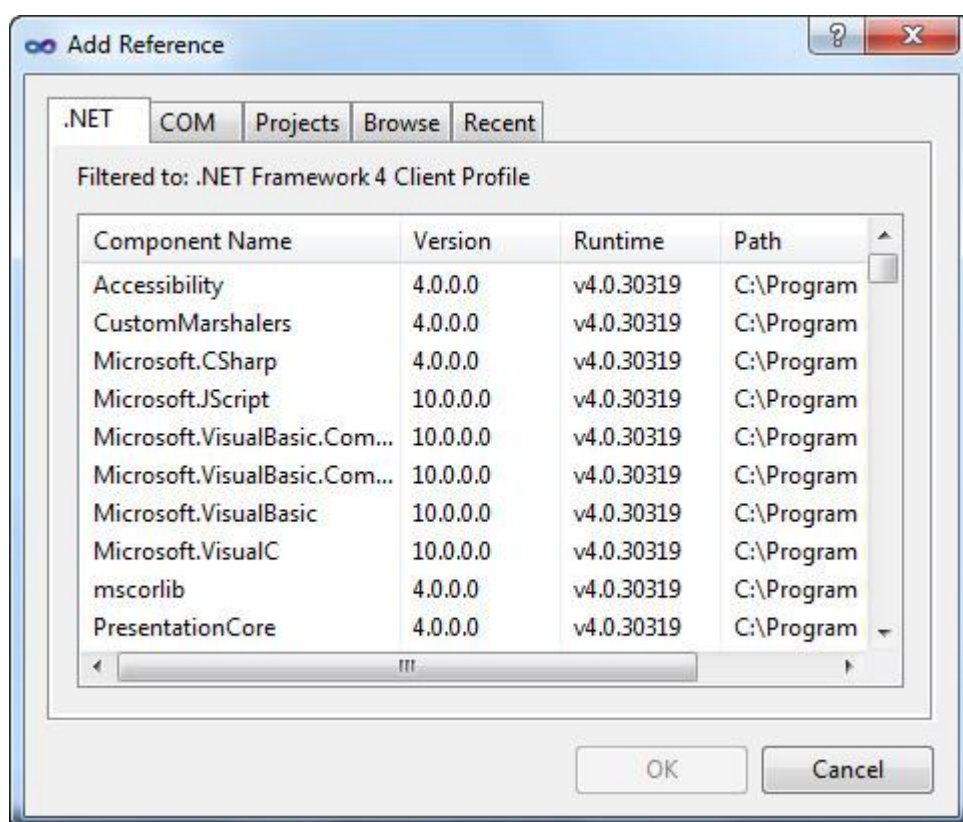 Add Reference
.NET COM Projects Browse Recent
Filtered to: .NET Framework 4 Client Profile
Component Name Version Runtime Path
Accessibility 4.0.0.0 v4.0.30319 C:\Program
CustomMarshalers 4.0.0.0 v4.0.30319 C:\Program
Microsoft.CSharp 4.0.0.0 v4.0.30319 C:\Program
Microsoft.JScript 10.0.0.0 v4.0.30319 C:\Program
Microsoft.VisualBasic.Com... 10.0.0.0 v4.0.30319 C:\Program
Microsoft.VisualBasic.Com... 10.0.0.0 v4.0.30319 C:\Program
Microsoft.VisualBasic 10.0.0.0 v4.0.30319 C:\Program
Microsoft.VisualC 10.0.0.0 v4.0.30319 C:\Program
mscorlib 4.0.0.0 v4.0.30319 C:\Program
PresentationCore 4.0.0.0 v4.0.30319 C:\Program
OK Cancel